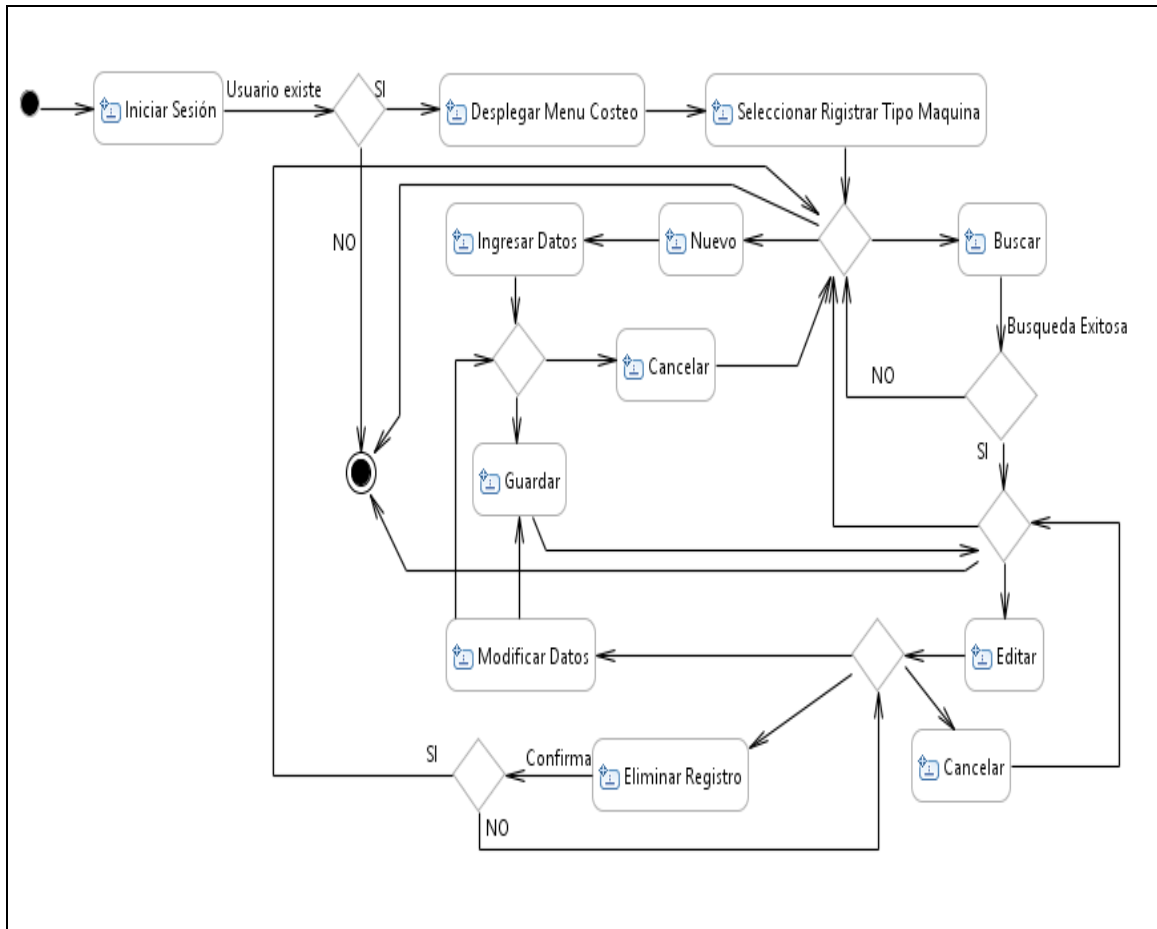 Iniciar Sesión
Usuario existe
SI
Desplegar Menu Costeo
Seleccionar Rigistrar Tipo Maquina
NO
Ingresar Datos
Nuevo
Buscar
Busqueda Exitosa
Cancelar
NO
SI
Guardar
Modificar Datos
Editar
SI
Confirma
Eliminar Registro
Cancelar
NO